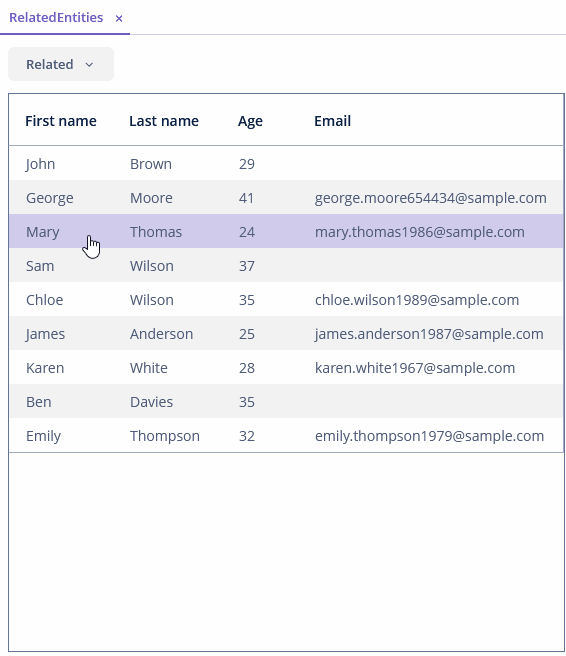 RelatedEntities ×
Related
First name Last name Age Email
John Brown 29
George Moore 41 george.moore654434@sample.com
Mary Thomas 24 mary.thomas1986@sample.com
Sam Wilson 37
Chloe Wilson 35 chloe.wilson1989@sample.com
James Anderson 25 james.anderson1987@sample.com
Karen White 28 karen.white1967@sample.com
Ben Davies 35
Emily Thompson 32 emily.thompson1979@sample.com